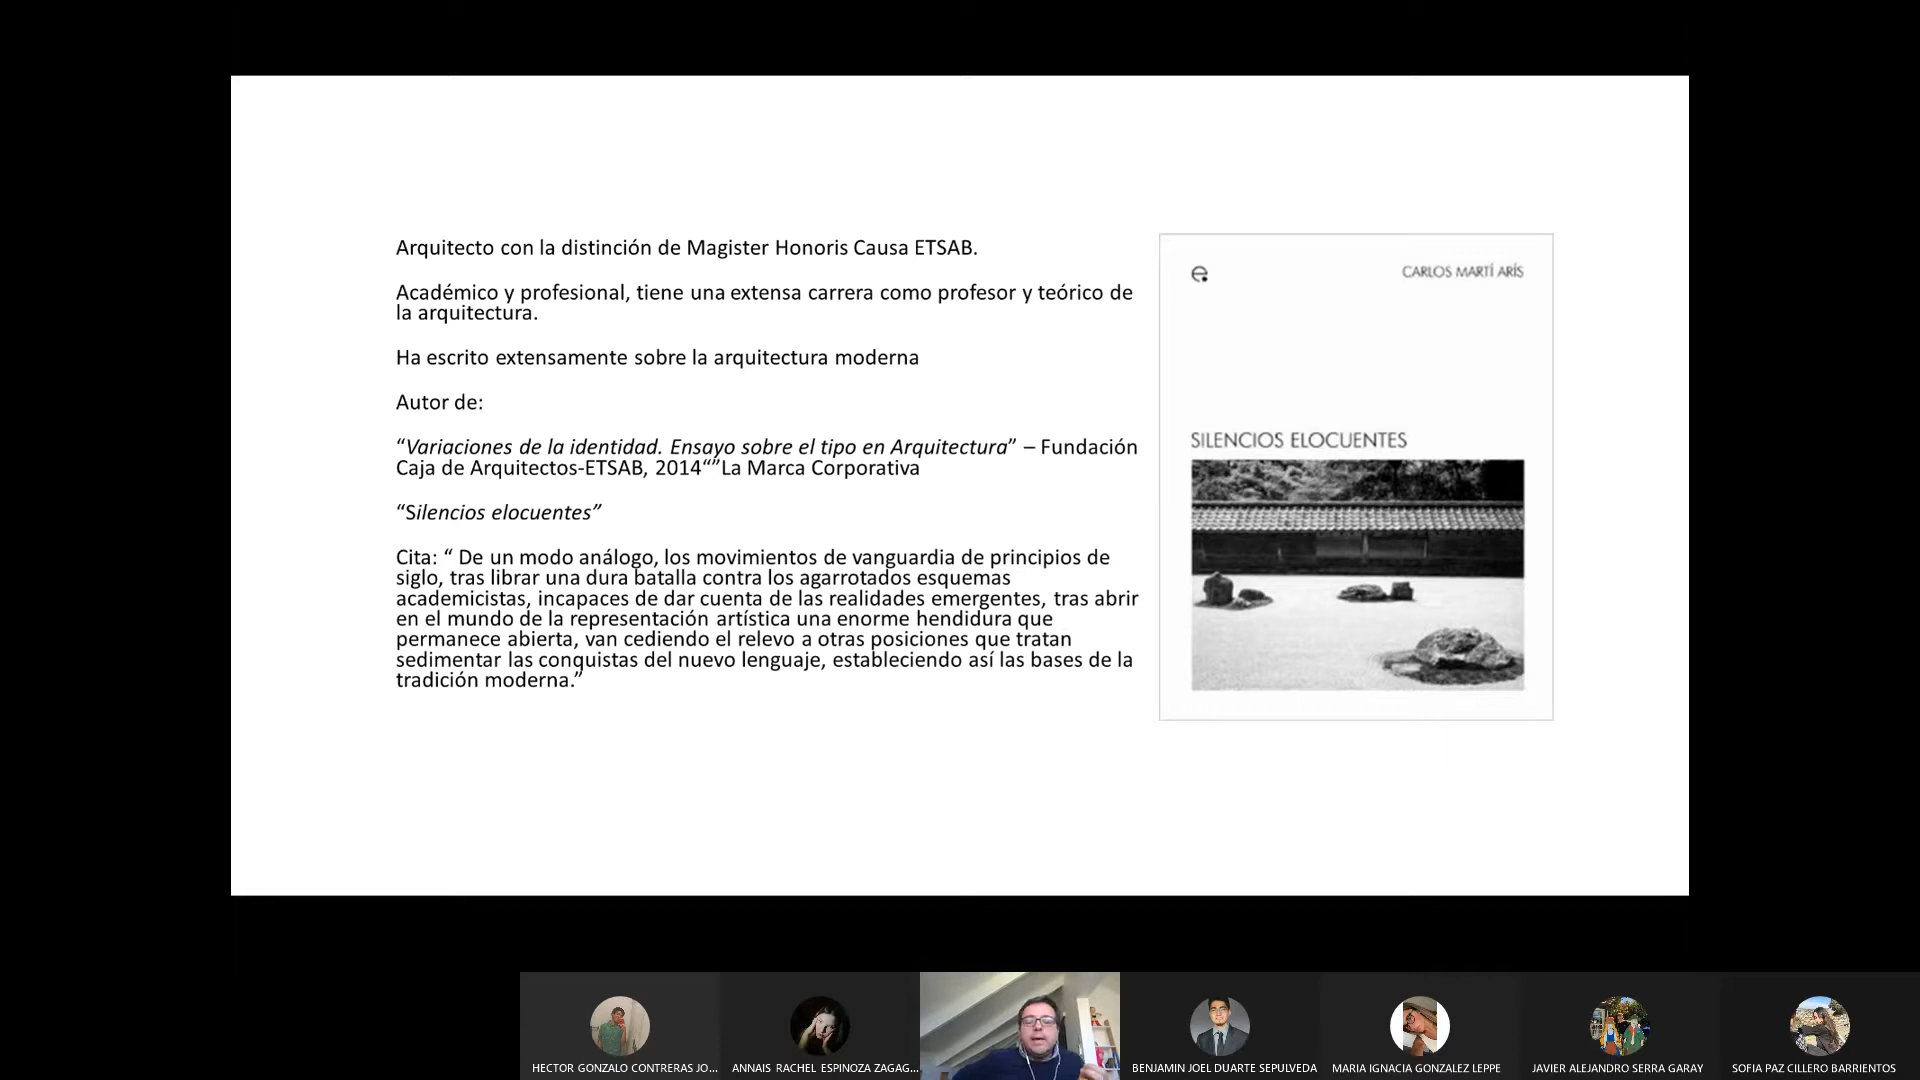 Arquitecto con la distinción de Magister Honoris Causa ETSAB.
Académico y profesional, tiene una extensa carrera como profesor y teórico de
la arquitectura.
Ha escrito extensamente sobre la arquitectura moderna
Autor de:
“Variaciones de la identidad. Ensayo sobre el tipo en Arquitectura” – Fundación
Caja de Arquitectos-ETSAB, 2014“”La Marca Corporativa
“Silencios elocuentes”
Cita: “ De un modo análogo, los movimientos de vanguardia de principios de
siglo, tras librar una dura batalla contra los agarrotados esquemas
academicistas, incapaces de dar cuenta de las realidades emergentes, tras abrir
en el mundo de la representación artística una enorme hendidura que
permanece abierta, van cediendo el relevo a otras posiciones que tratan
sedimentar las conquistas del nuevo lenguaje, estableciendo así las bases de la
tradición moderna.”
e
CARLOS MARTÍ ARÍS
SILENCIOS ELOCUENTES
HECTOR GONZALO CONTRERAS JO...
ANNAIS RACHEL ESPINOZA ZAGAG...
BENJAMIN JOEL DUARTE SEPULVEDA
MARIA IGNACIA GONZALEZ LEPPE
JAVIER ALEJANDRO SERRA GARAY
SOFIA PAZ CILLERO BARRIENTOS